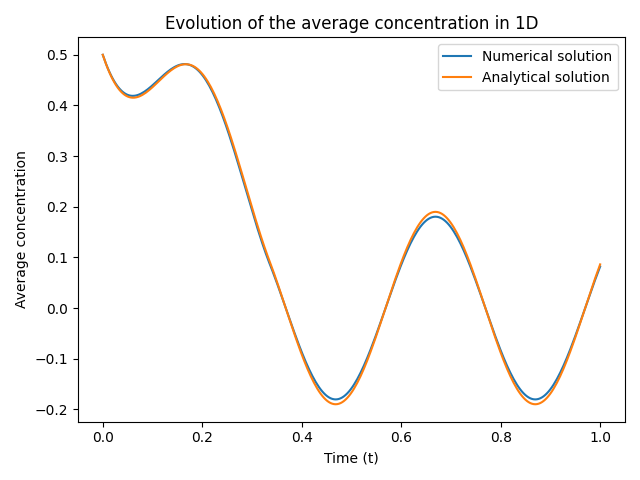 Evolution of the average concentration in 1D
Numerical solution
Analytical solution
Average concentration
0.5
0.4
0.3
0.2
0.1
0.0
−0.1
−0.2
0.0 0.2 0.4 0.6 0.8 1.0
Time (t)